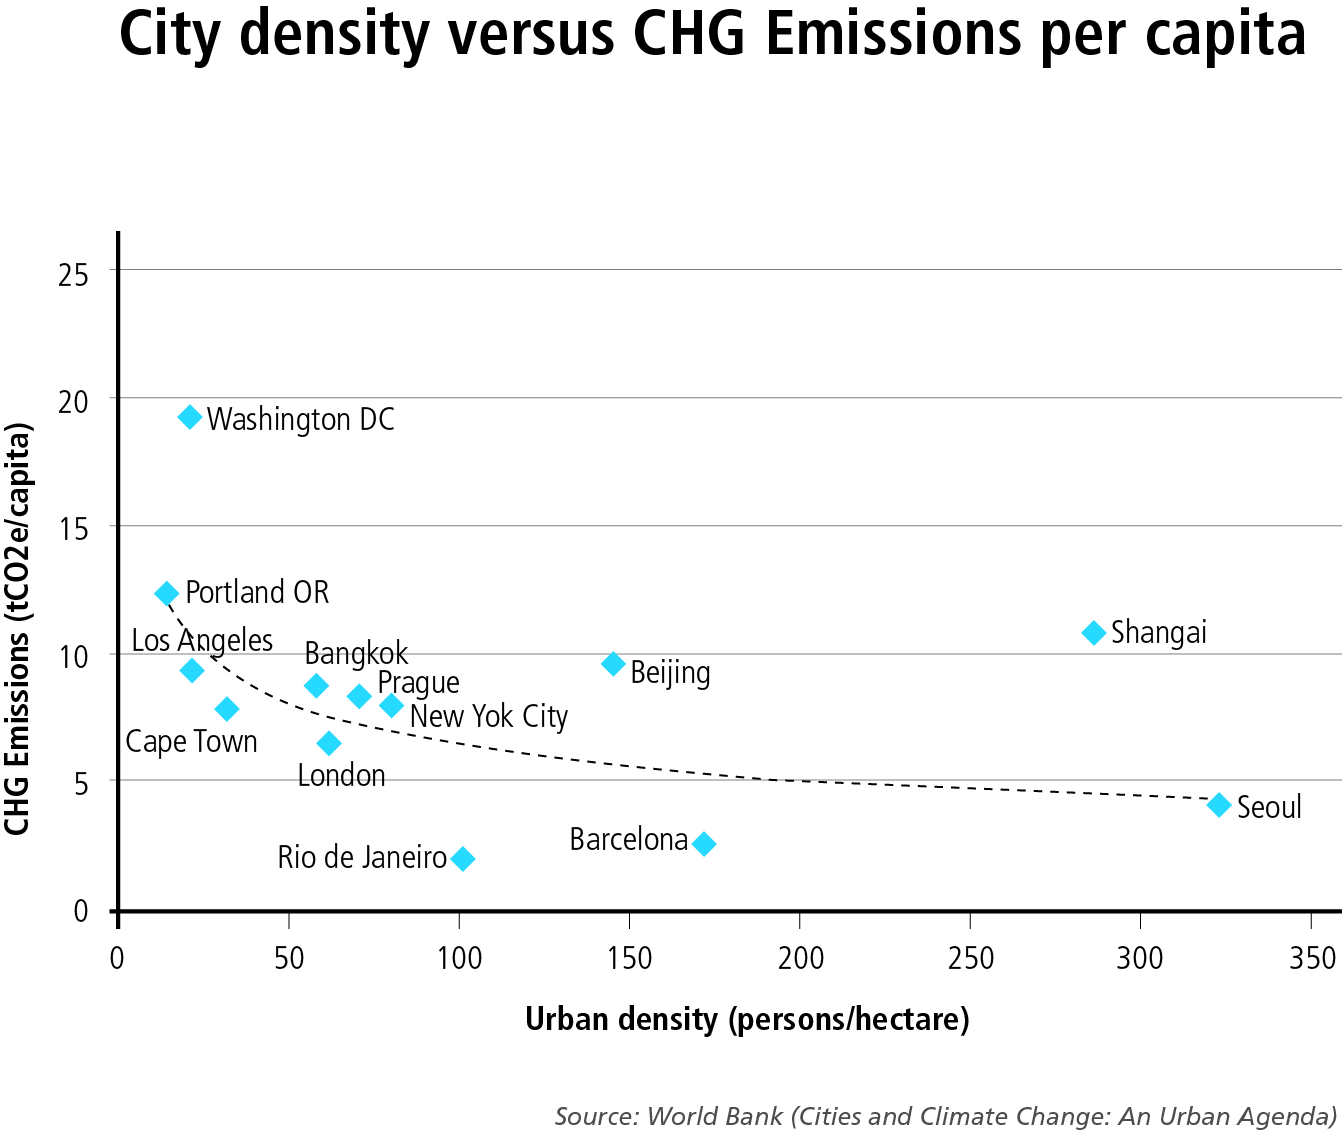 City density versus CHG Emissions per capita
CHG Emissions (tCO2e/capita)
25
20
15
10
5
0
Washington DC
Portland OR
Los Angeles
Cape Town
Bangkok
Prague
New Yok City
London
Rio de Janeiro
Beijing
Barcelona
Shangai
Seoul
0 50 100 150 200 250 300 350
Urban density (persons/hectare)
Source: World Bank (Cities and Climate Change: An Urban Agenda)